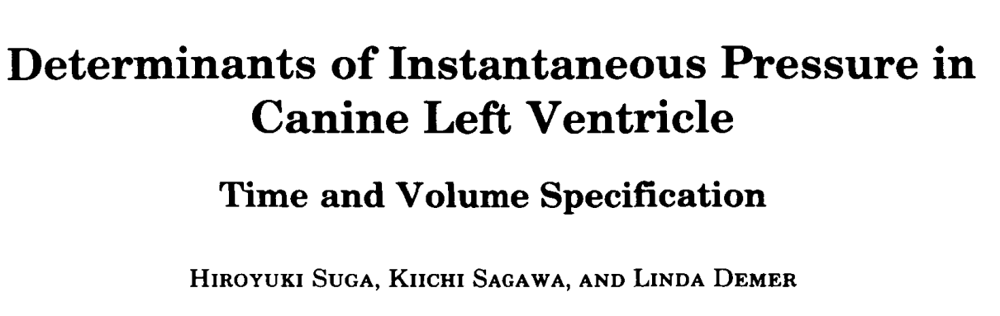 Determinants of Instantaneous Pressure in
Canine Left Ventricle
Time and Volume Specification
HIROYUKI SUGA, KIICHI SAGAWA, AND LINDA DEMER